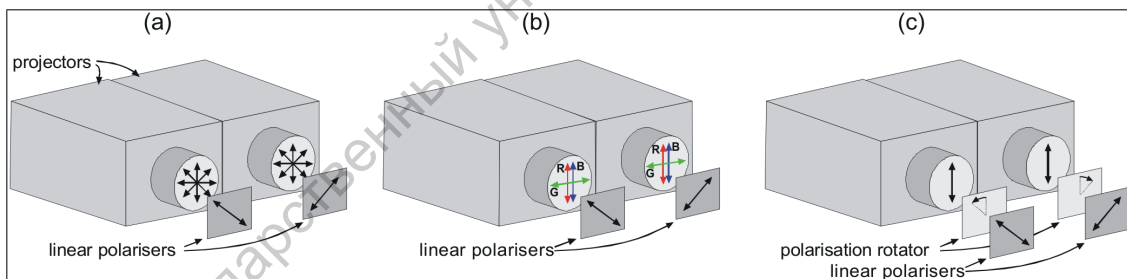 (a)
(b)
(c)
projectors
R B
G
R B
G
linear polarisers
linear polarisers
polarisation rotator
linear polarisers